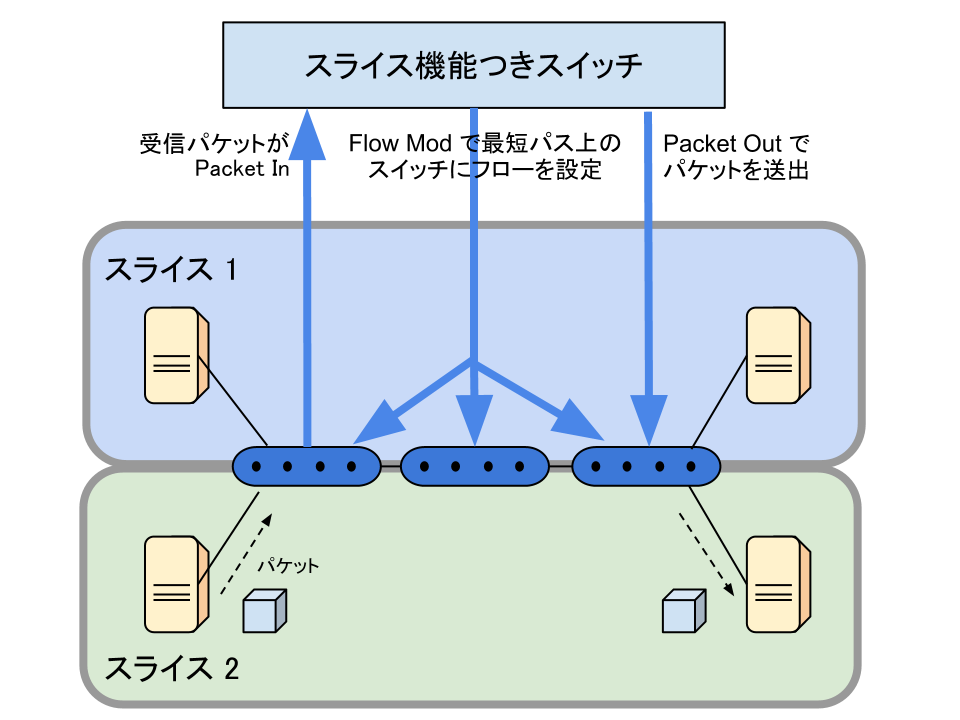 スライス機能つきスイッチ
受信パケットが
Packet In
Flow Mod で最短パス上の
スイッチにフローを設定
Packet Out で
パケットを送出
スライス 1
パケット
スライス 2